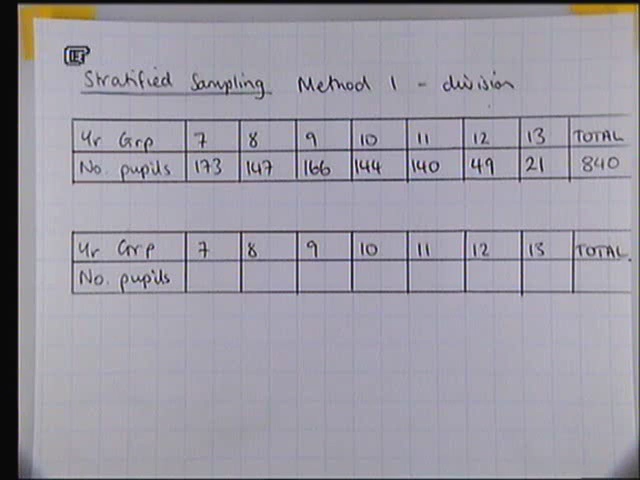 Stratified Sampling Method 1 - division
Yr Grp 7 8 9 10 11 12 13 TOTAL
No. pupils 173 147 166 144 140 49 21 840
Yr Grp 7 8 9 10 11 12 13 TOTAL
No. pupils